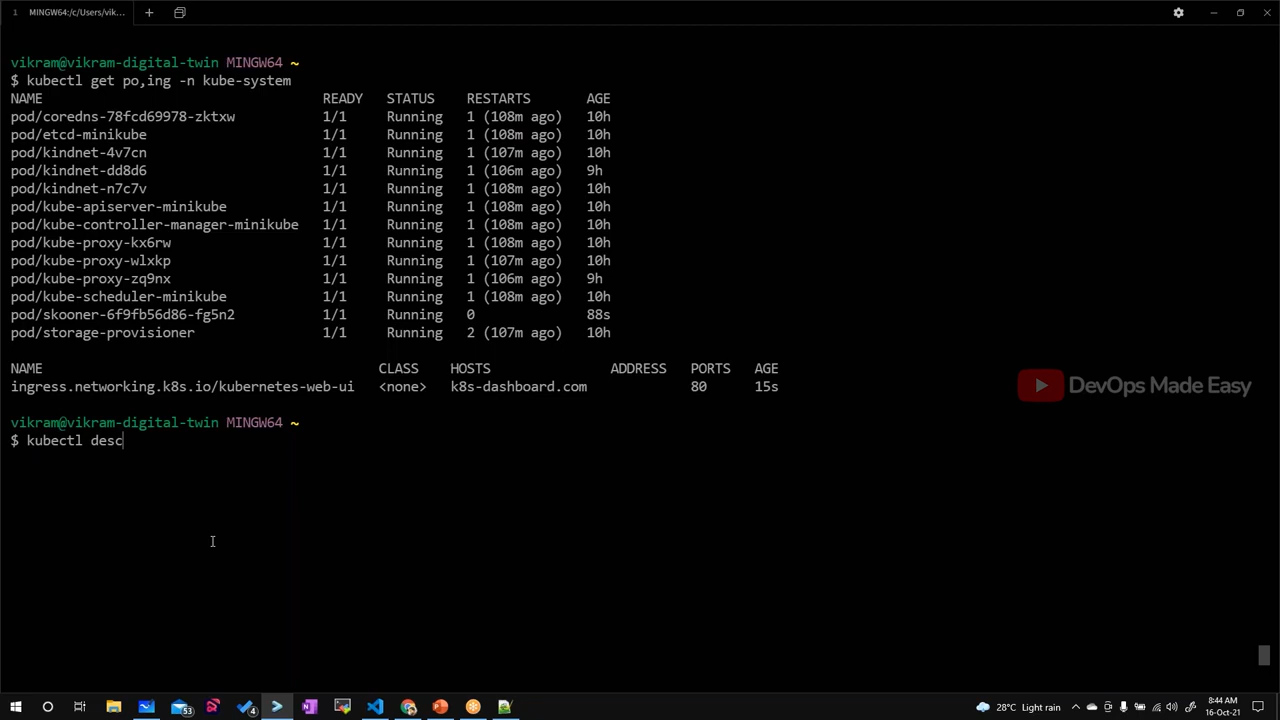 1 MINGW64:/c/Users/vik...
vikram@vikram-digital-twin MINGW64 ~
$ kubectl get po,ing -n kube-system
NAME READY STATUS RESTARTS AGE
pod/coredns-78fcd69978-zktxw 1/1 Running 1 (108m ago) 10h
pod/etcd-minikube 1/1 Running 1 (108m ago) 10h
pod/kindnet-4v7cn 1/1 Running 1 (107m ago) 10h
pod/kindnet-dd8d6 1/1 Running 1 (106m ago) 9h
pod/kindnet-n7c7v 1/1 Running 1 (108m ago) 10h
pod/kube-apiserver-minikube 1/1 Running 1 (108m ago) 10h
pod/kube-controller-manager-minikube 1/1 Running 1 (108m ago) 10h
pod/kube-proxy-kx6rw 1/1 Running 1 (108m ago) 10h
pod/kube-proxy-wlxkp 1/1 Running 1 (107m ago) 10h
pod/kube-proxy-zq9nx 1/1 Running 1 (106m ago) 9h
pod/kube-scheduler-minikube 1/1 Running 1 (108m ago) 10h
pod/skooner-6f9fb56d86-fg5n2 1/1 Running 0 88s
pod/storage-provisioner 1/1 Running 2 (107m ago) 10h
NAME CLASS HOSTS ADDRESS PORTS AGE
ingress.networking.k8s.io/kubernetes-web-ui <none> k8s-dashboard.com 80 15s
DevOps Made Easy
vikram@vikram-digital-twin MINGW64 ~
$ kubectl desc
53
4
28°C Light rain
8:44 AM
16-Oct-21